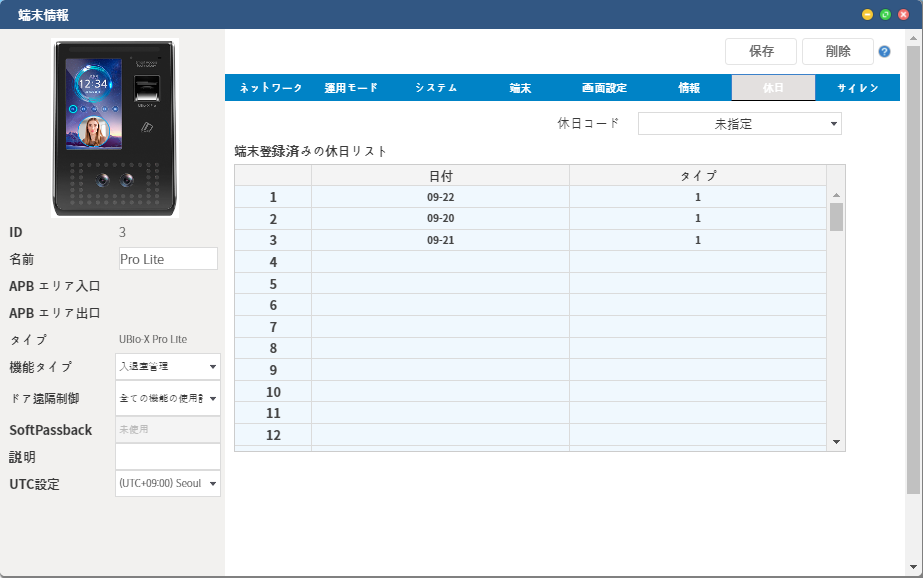 端末情報
保存 削除 ?
ネットワーク 運用モード システム 端末 画面設定 情報 休日 サイレン
12:34
休日コード 未指定
端末登録済みの休日リスト
日付 タイプ
1 09-22 1
2 09-20 1
3 09-21 1
4
5
6
7
8
9
10
11
12
ID 3
名前 Pro Lite
APB エリア入口
APB エリア出口
タイプ UBio-X Pro Lite
機能タイプ 入退室管理
ドア遠隔制御 全ての機能の使用
SoftPassback 未使用
説明
UTC設定 (UTC+09:00) Seoul